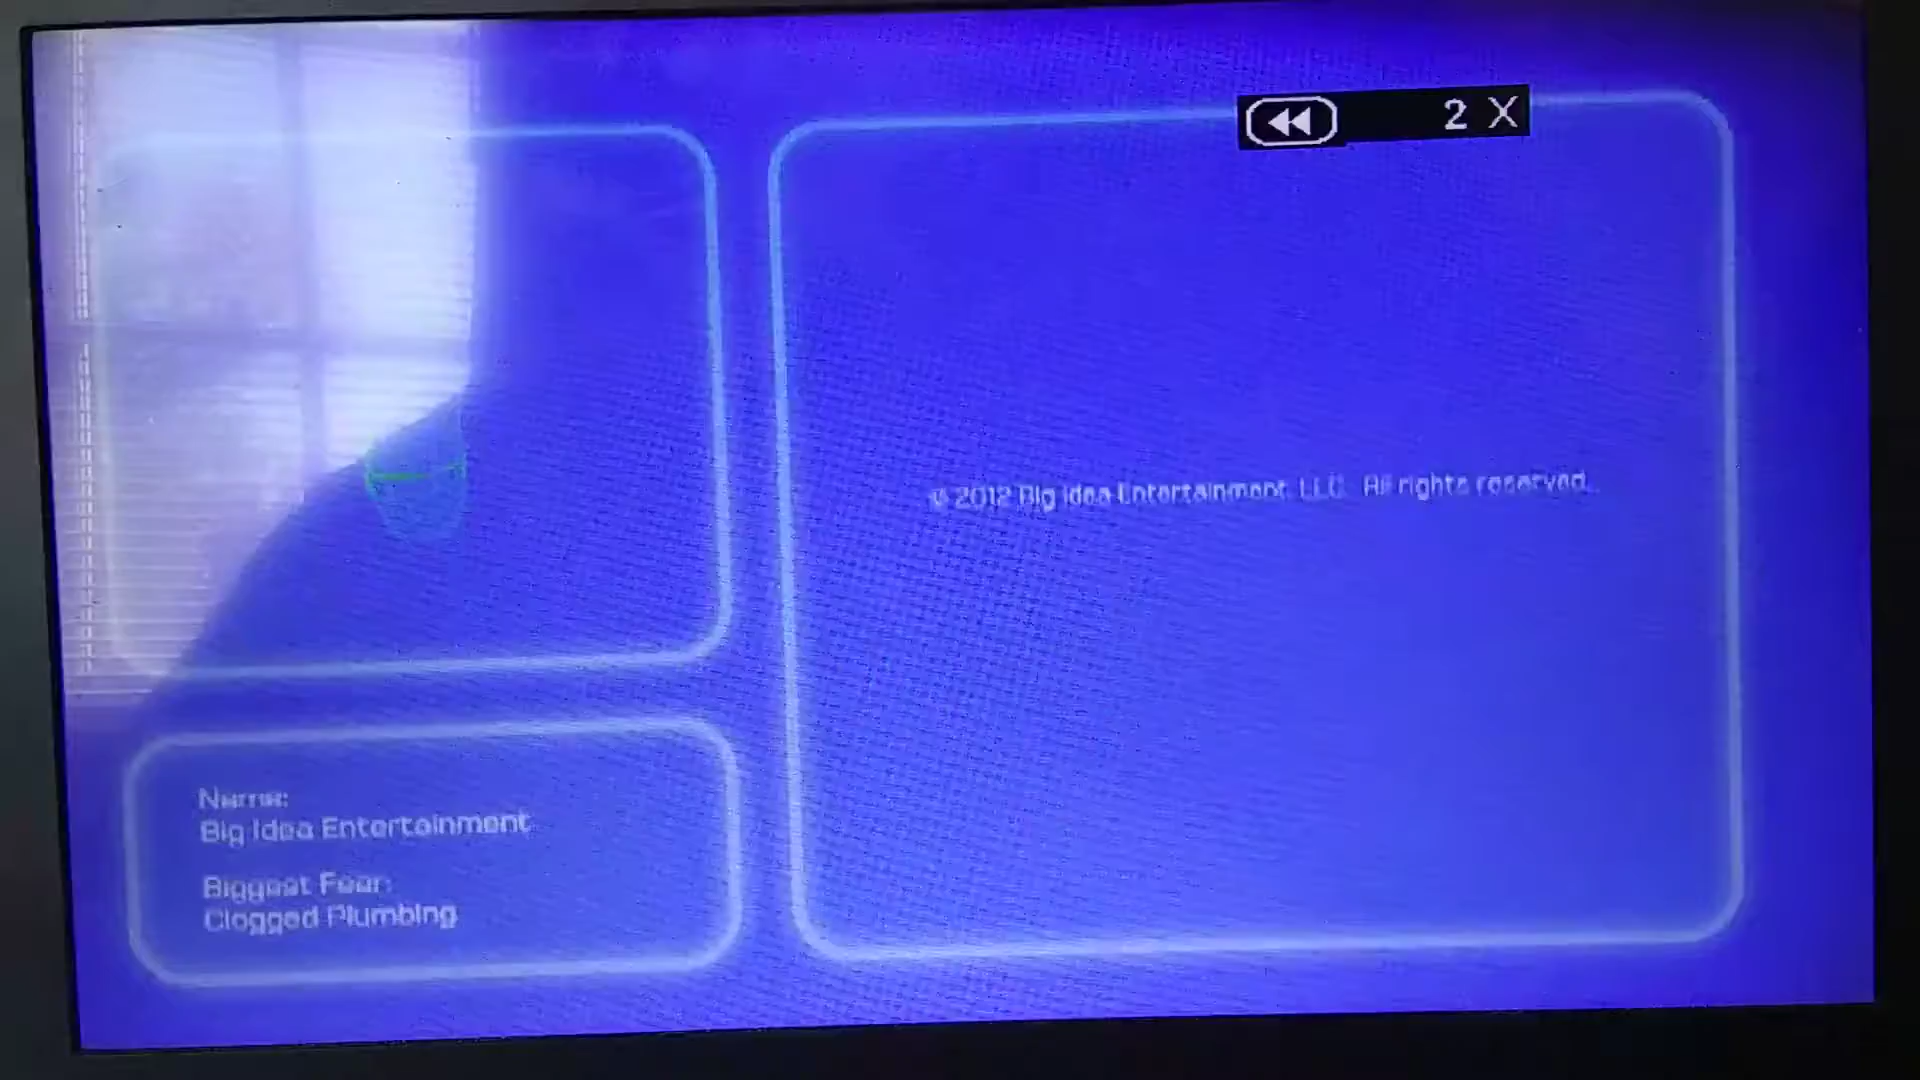 2 X
© 2012 Big Idea Entertainment, LLC. All rights reserved.
Name:
Big Idea Entertainment
Biggest Fear:
Clogged Plumbing